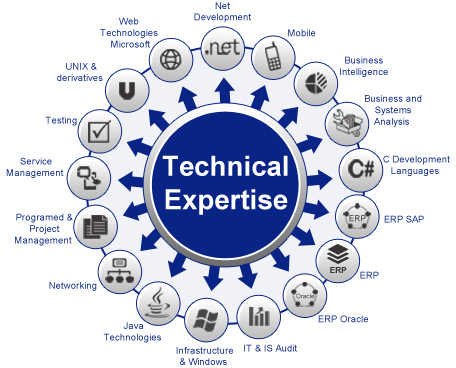 Net
Development
Web
Technologies
Microsoft
Mobile
.net
UNIX &
derivatives
Business
Intelligence
U
Testing
Business and
Systems
Analysis
Service
Management
Technical
Expertise
C#
C Development
Languages
Programed &
Project
Management
ERP
ERP SAP
Networking
ERP
ERP
Java
Technologies
Oracle
ERP Oracle
Infrastructure
& Windows
IT & IS Audit